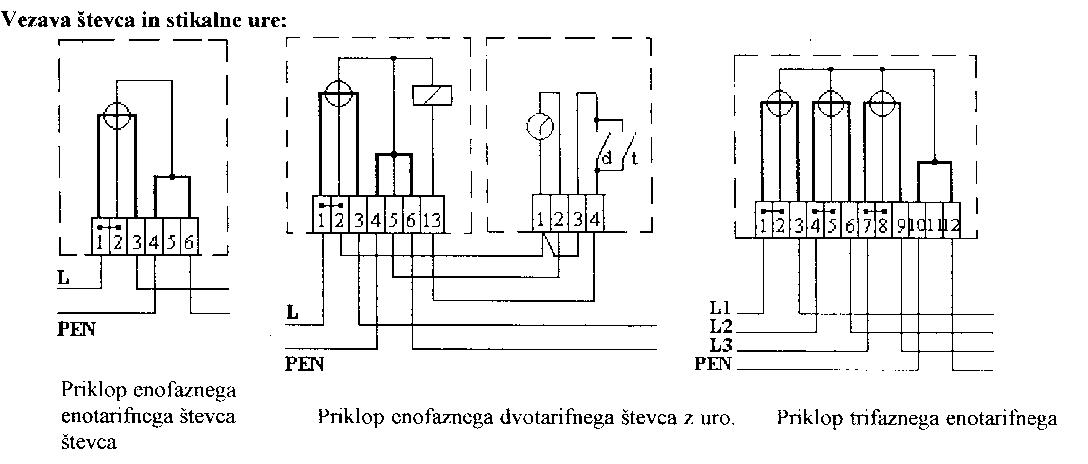 Vezava števca in stikalne ure:
d t
1 2 3 4 5 6
1 2 3 4 5 6 13
1 2 3 4
1 2 3 4 5 6 7 8 9 10 11 12
L
PEN
L
PEN
L1
L2
L3
PEN
Priklop enofaznega
enotarifnega števca
števca
Priklop enofaznega dvotarifnega števca z uro.
Priklop trifaznega enotarifnega